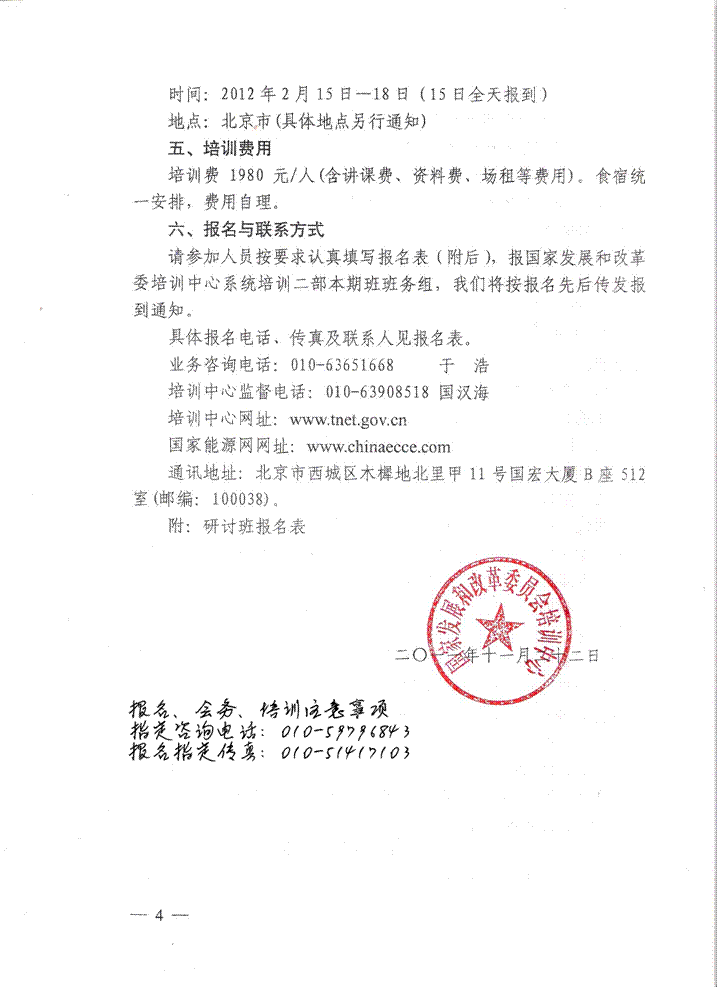 时间：2012 年 2 月 15 日—18 日（15 日全天报到）
地点：北京市(具体地点另行通知)
五、培训费用
培训费 1980 元/人(含讲课费、资料费、场租等费用)。食宿统
一安排，费用自理。
六、报名与联系方式
请参加人员按要求认真填写报名表（附后），报国家发展和改革
委培训中心系统培训二部本期班班务组，我们将按报名先后传发报
到通知。
具体报名电话、传真及联系人见报名表。
业务咨询电话：010-63651668 于 浩
培训中心监督电话：010-63908518 国汉海
培训中心网址：www.tnet.gov.cn
国家能源网网址：www.chinaecce.com
通讯地址：北京市西城区木樨地北里甲 11 号国宏大厦 B 座 512
室(邮编：100038)。
附：研讨班报名表
国家发展和改革委员会培训中心
二〇一一年十一月二十二日
报名、会务、培训注意事项
指定咨询电话：010-59796843
报名指定传真：010-51417103
— 4 —